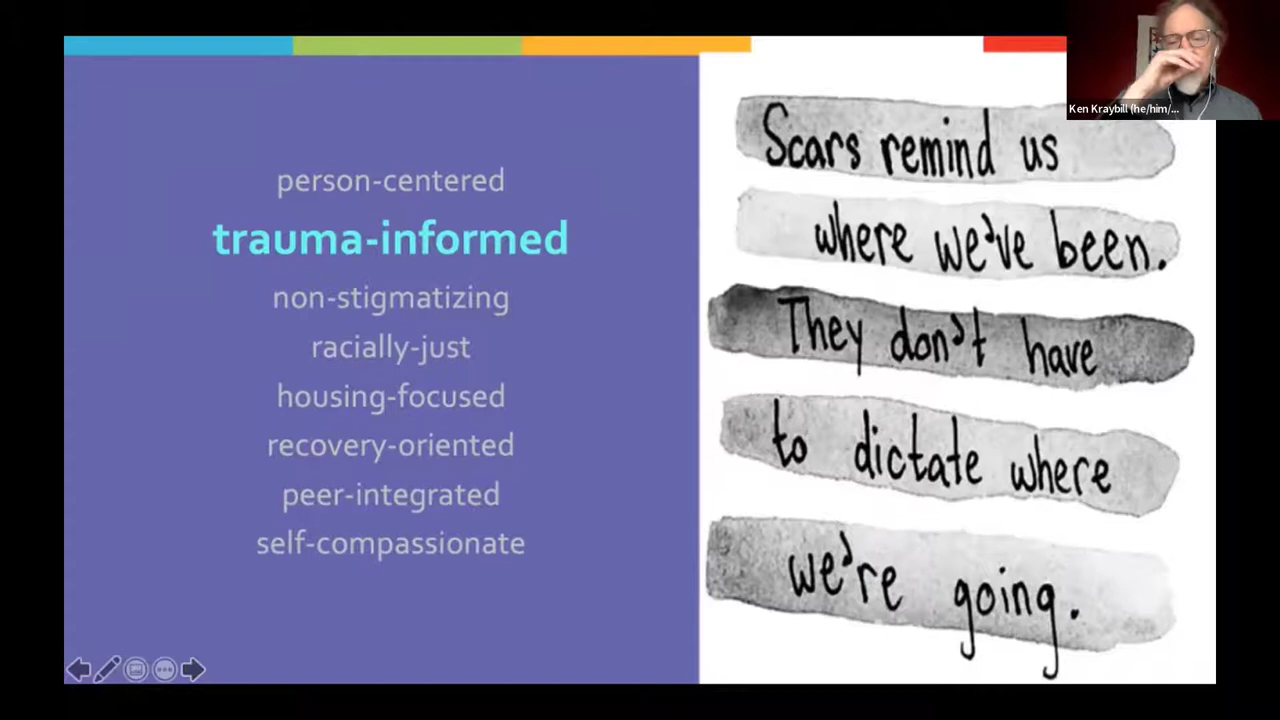 person-centered
trauma-informed
non-stigmatizing
racially-just
housing-focused
recovery-oriented
peer-integrated
self-compassionate
Scars remind us
where we've been.
They don't have
to dictate where
we're going.
Ken Kraybill (he/him/...